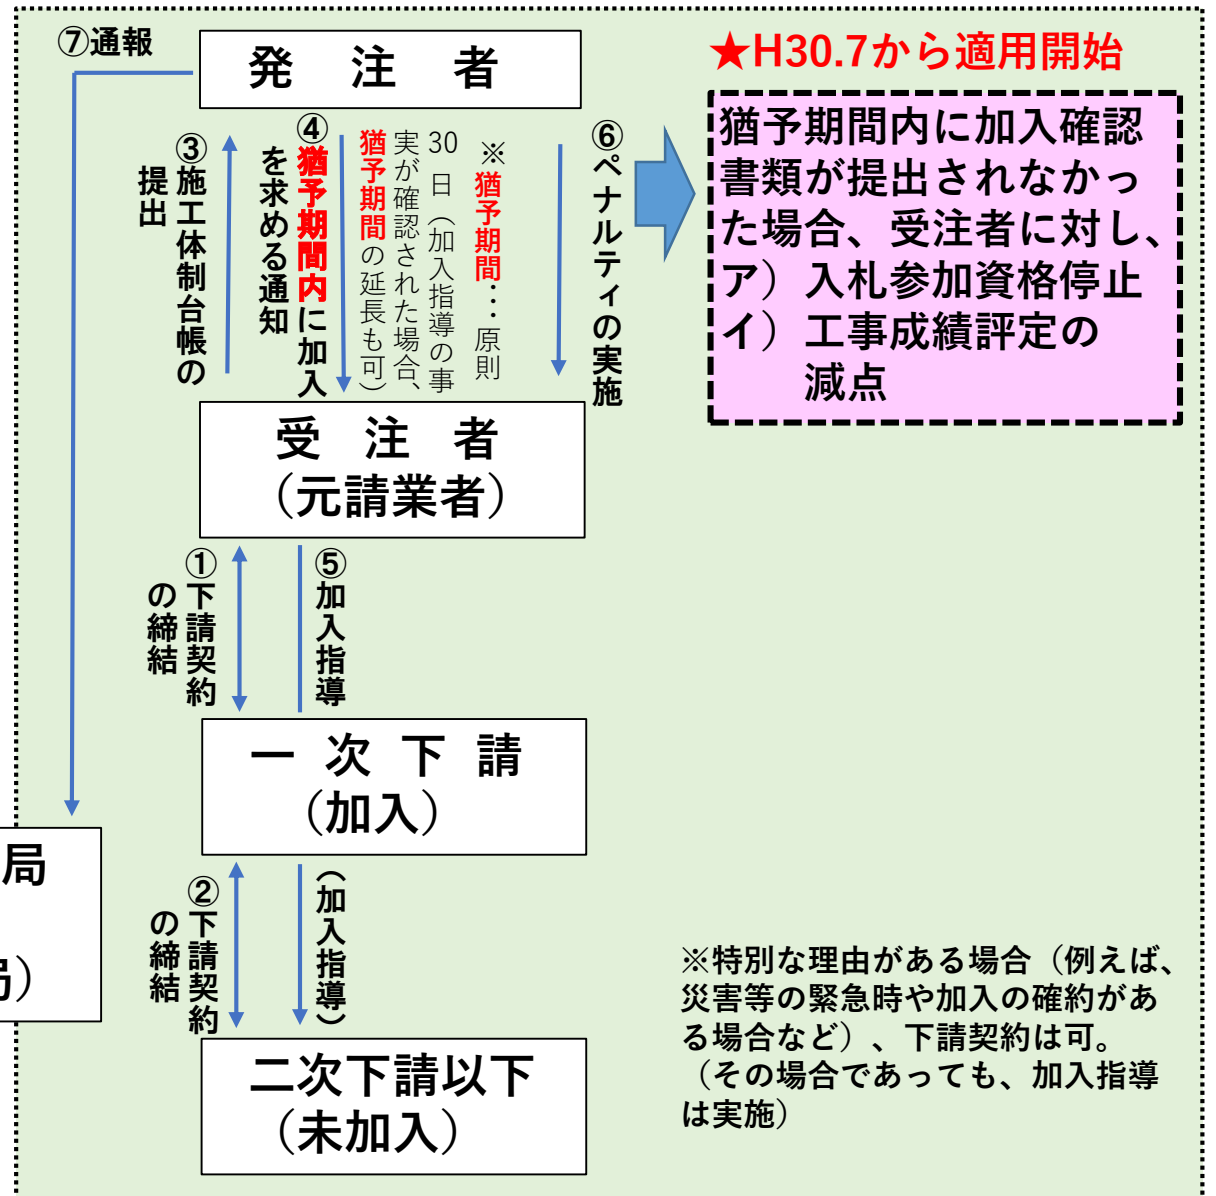 ⑦通報
発　注　者
★H30.7から適用開始
③施工体制台帳の
提出
④猶予期間内に加入
を求める通知
※猶予期間：原則
30日（加入指導の事
実が確認された場合、
猶予期間の延長も可）
⑥ペナルティの実施
猶予期間内に加入確認
書類が提出されなかっ
た場合、受注者に対し、
ア）入札参加資格停止
イ）工事成績評定の
減点
受　注　者
（元請業者）
①下請契約
の締結
⑤加入指導
一 次 下 請
（加入）
局
局）
②下請契約
の締結
（加入指導）
二次下請以下
（未加入）
※特別な理由がある場合（例えば、
災害等の緊急時や加入の確約があ
る場合など）、下請契約は可。
（その場合であっても、加入指導
は実施）